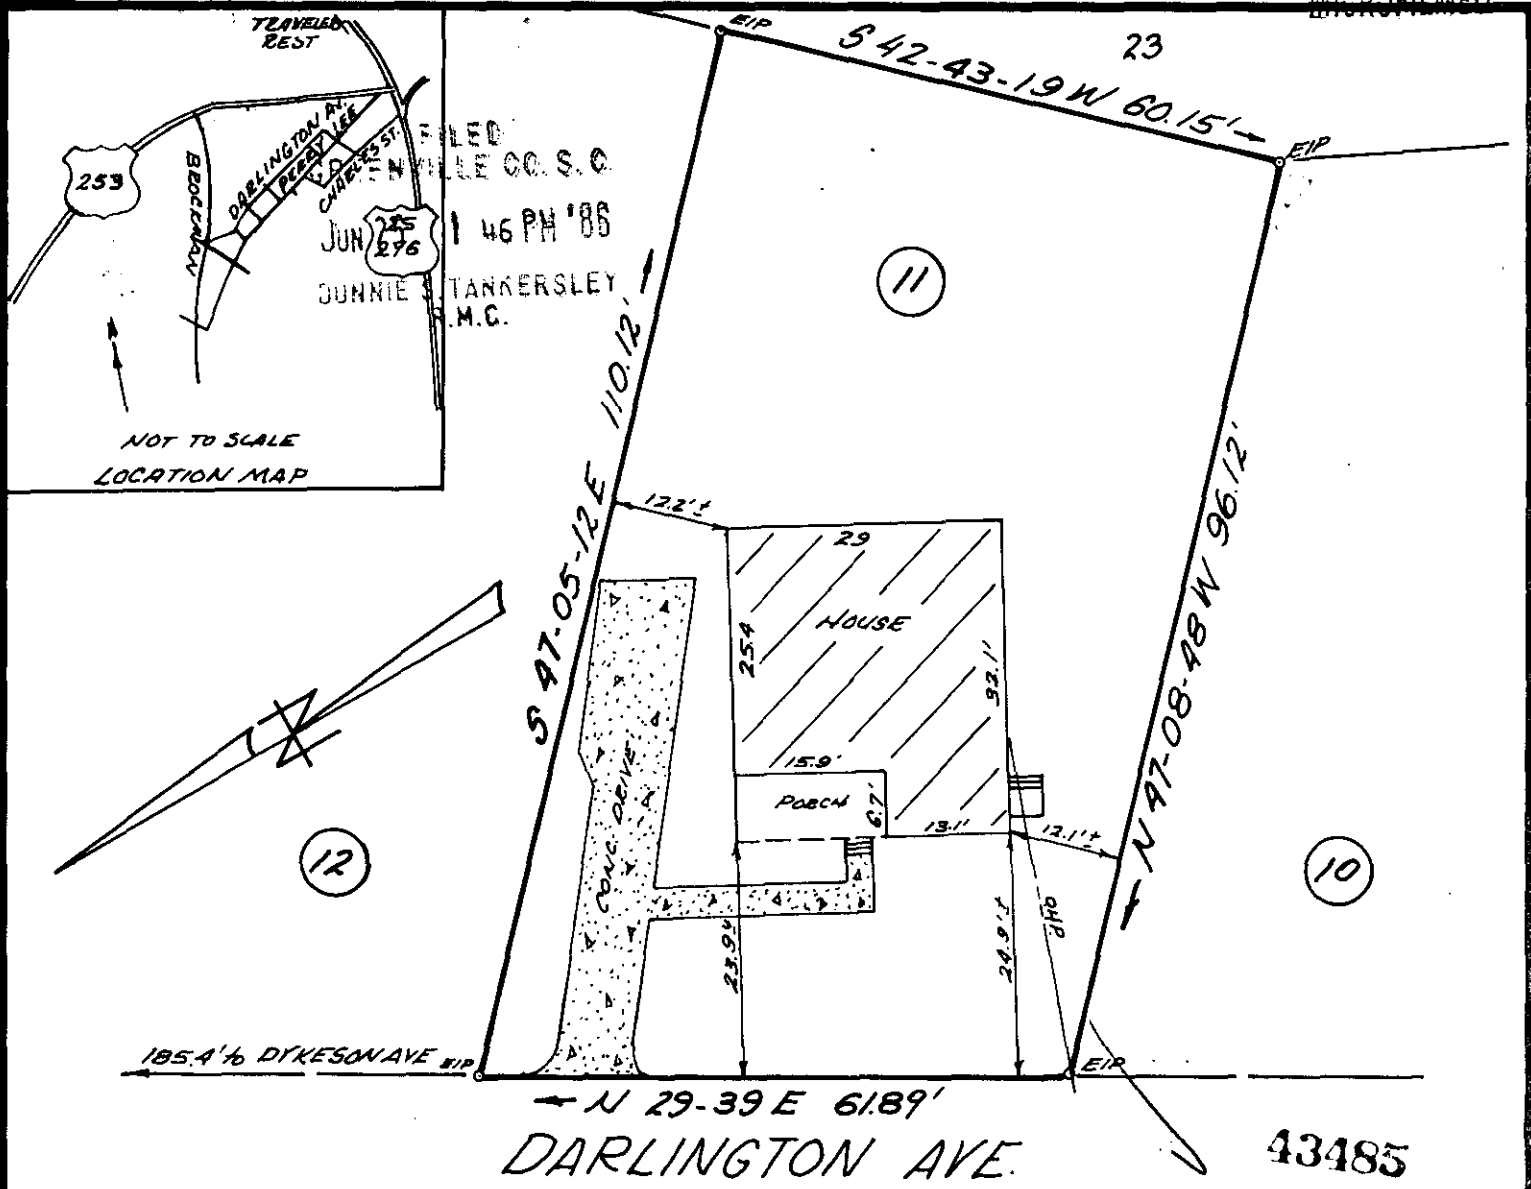 TRAVELED
REST
253
BROCKMAN
DARLINGTON AV.
PERRY LEE
CHARLES ST.
276
NOT TO SCALE
LOCATION MAP
FILED
CO. S. C.
JUN 1 46 PM '86
DONNIE S. TANKERSLEY
R.M.C.
EIP
S 42-43-19 W 60.15'
23
EIP
11
S 47-05-12 E 110.12'
N 47-08-48 W 96.12'
12.2'±
29
HOUSE
25.4
33.1'
15.9'
PORCH
6.7'
13.1'
12.1'±
CONC. DRIVE
12
10
23.9'±
24.9'±
OHP
185.4' to DYKESON AVE
EIP
EIP
N 29-39 E 61.89'
DARLINGTON AVE.
43485